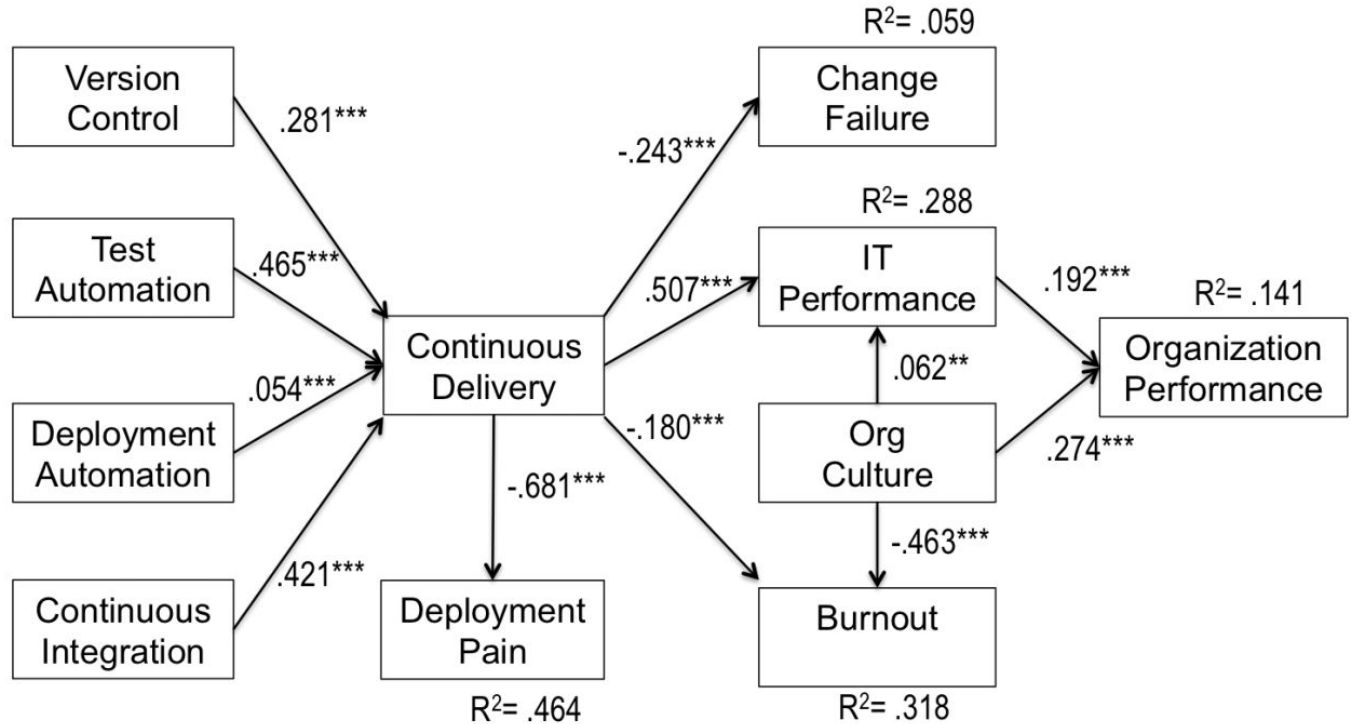 R²= .059
Version
Control
.281***
-.243***
Change
Failure
R²= .288
Test
Automation
.465***
.507***
IT
Performance
.192***
R²= .141
Continuous
Delivery
.062**
Organization
Performance
Deployment
Automation
.054***
-.180***
Org
Culture
.274***
-.681***
-.463***
Continuous
Integration
.421***
Deployment
Pain
Burnout
R²= .464
R²= .318